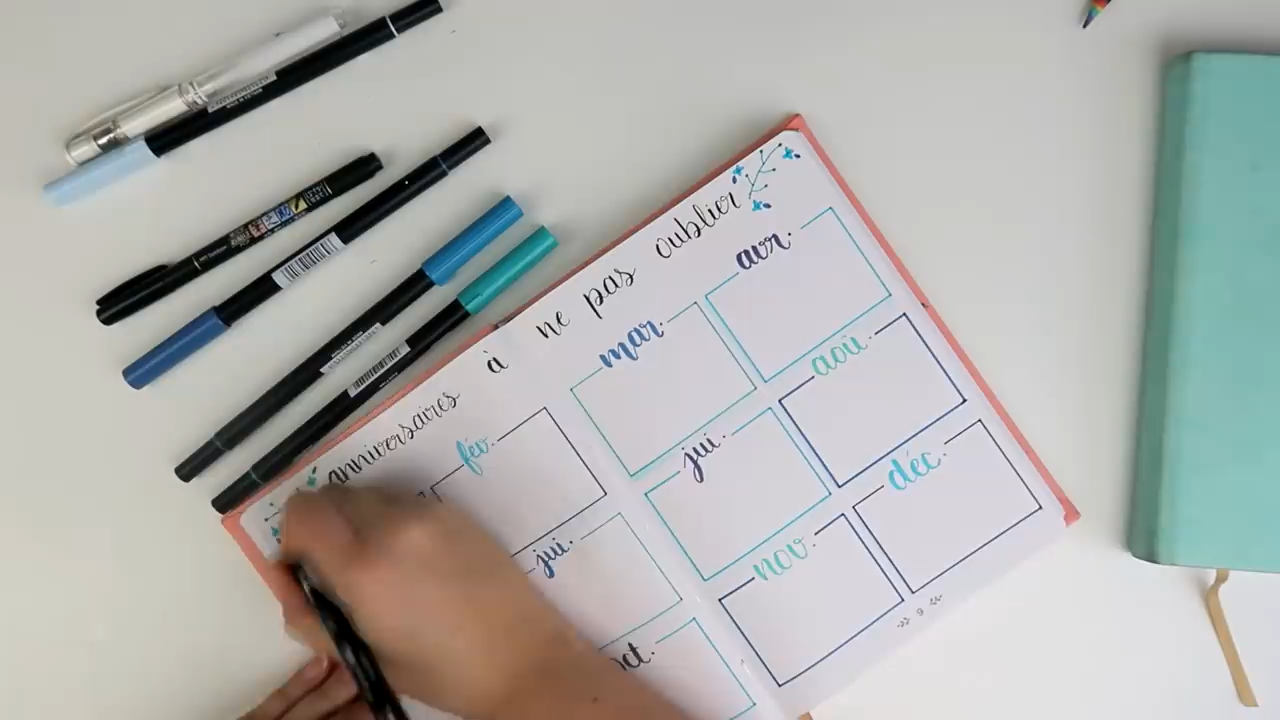 anniversaires à ne pas oublier
fév. mar. avr.
jui. jui. aoû.
oct. nov. déc.
9